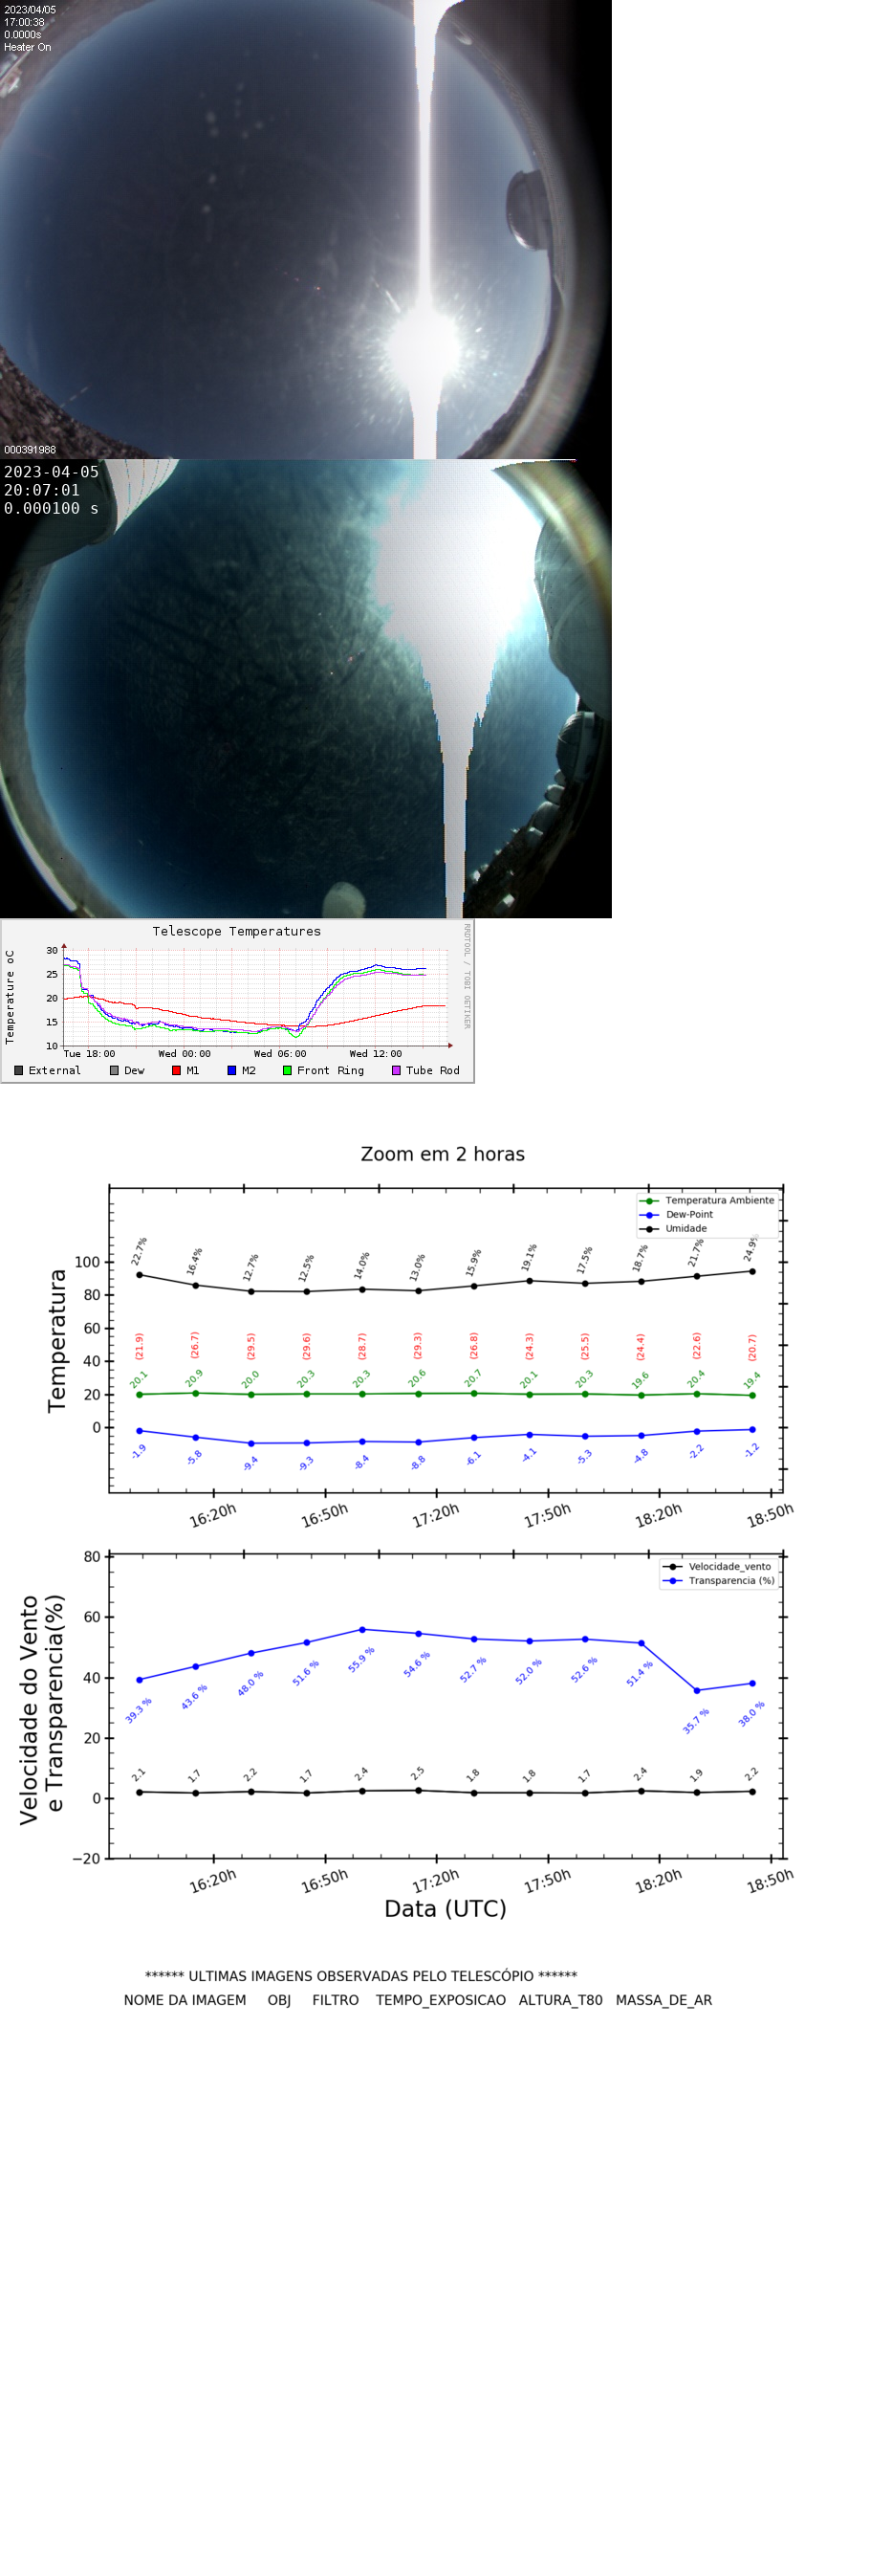 2023/04/05
17:00:38
0.0000s
Heater On
000391988
2023-04-05
20:07:01
0.000100 s
Telescope Temperatures
RRDTOOL / TOBI OETIKER
Temperature oC
30
25
20
15
10
Tue 18:00 Wed 00:00 Wed 06:00 Wed 12:00
External Dew M1 M2 Front Ring Tube Rod
Zoom em 2 horas
Temperatura Ambiente
Dew-Point
Umidade
Temperatura
100
80
60
40
20
0
22.7% 16.4% 12.7% 12.5% 14.0% 13.0% 15.9% 19.1% 17.5% 18.7% 21.7% 24.9%
(21.9) (26.7) (29.5) (29.6) (28.7) (29.3) (26.8) (24.3) (25.5) (24.4) (22.6) (20.7)
20.1 20.9 20.0 20.3 20.3 20.6 20.7 20.1 20.3 19.6 20.4 19.4
-1.9 -5.8 -9.4 -9.3 -8.4 -8.8 -6.1 -4.1 -5.3 -4.8 -2.2 -1.2
16:20h 16:50h 17:20h 17:50h 18:20h 18:50h
Velocidade_vento
Transparencia (%)
Velocidade do Vento
e Transparencia(%)
80
60
40
20
0
−20
39.3 % 43.6 % 48.0 % 51.6 % 55.9 % 54.6 % 52.7 % 52.0 % 52.6 % 51.4 % 35.7 % 38.0 %
2.1 1.7 2.2 1.7 2.4 2.5 1.8 1.8 1.7 2.4 1.9 2.2
16:20h 16:50h 17:20h 17:50h 18:20h 18:50h
Data (UTC)
****** ULTIMAS IMAGENS OBSERVADAS PELO TELESCÓPIO ******
NOME DA IMAGEM OBJ FILTRO TEMPO_EXPOSICAO ALTURA_T80 MASSA_DE_AR